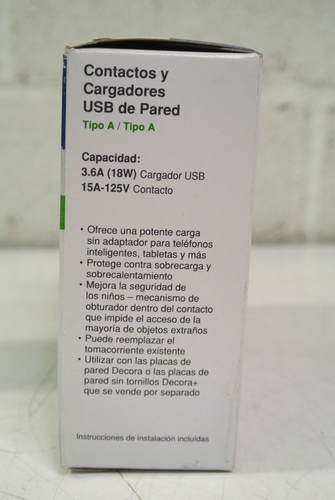 Contactos y
Cargadores
USB de Pared
Tipo A / Tipo A
Capacidad:
3.6A (18W) Cargador USB
15A-125V Contacto
• Ofrece una potente carga
sin adaptador para teléfonos
inteligentes, tabletas y más
• Protege contra sobrecarga y
sobrecalentamiento
• Mejora la seguridad de
los niños – mecanismo de
obturador dentro del contacto
que impide el acceso de la
mayoría de objetos extraños
• Puede reemplazar el
tomacorriente existente
• Utilizar con las placas de
pared Decora o las placas de
pared sin tornillos Decora+
que se vende por separado
Instrucciones de instalación incluidas